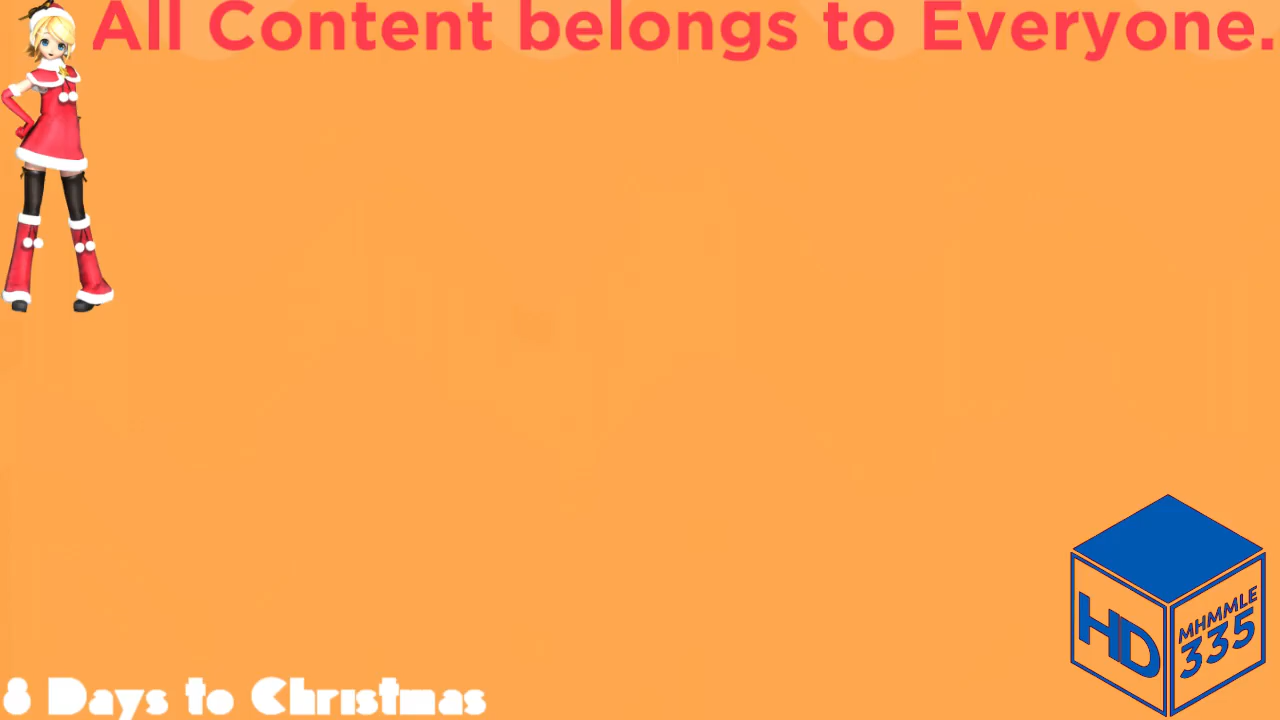 All Content belongs to Everyone.
HD
MHMMLE
335
8 Days to Christmas